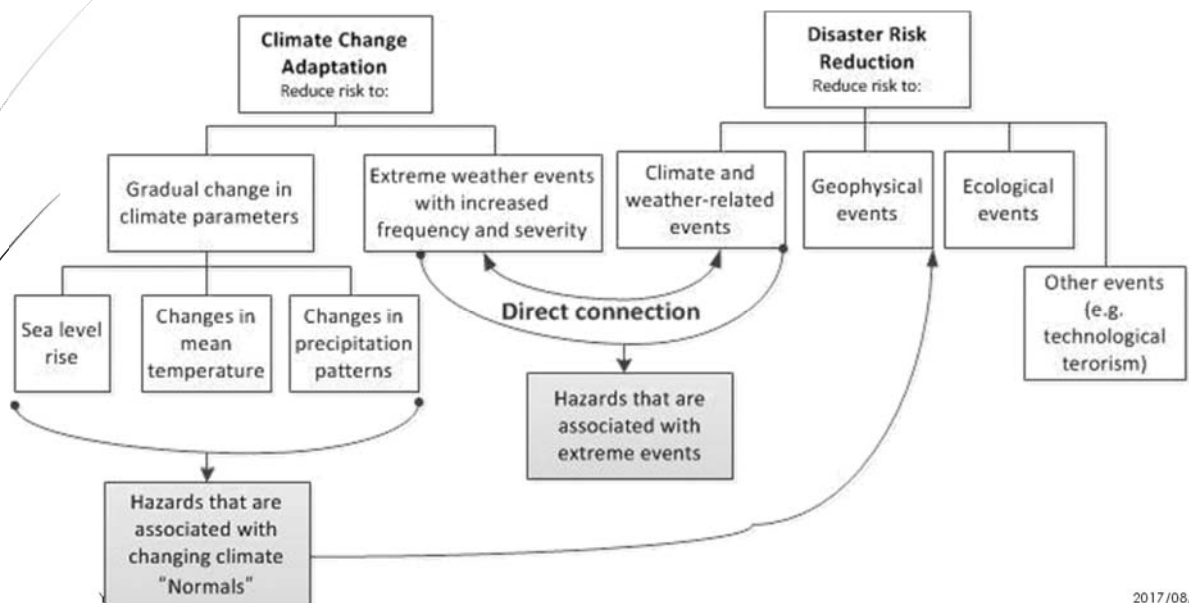 Climate Change
Adaptation
Reduce risk to:
Disaster Risk
Reduction
Reduce risk to:
Gradual change in
climate parameters
Extreme weather events
with increased
frequency and severity
Climate and
weather-related
events
Geophysical
events
Ecological
events
Other events
(e.g.
technological
terorism)
Sea level
rise
Changes in
mean
temperature
Changes in
precipitation
patterns
Direct connection
Hazards that are
associated with
extreme events
Hazards that are
associated with
changing climate
"Normals"
2017/08/